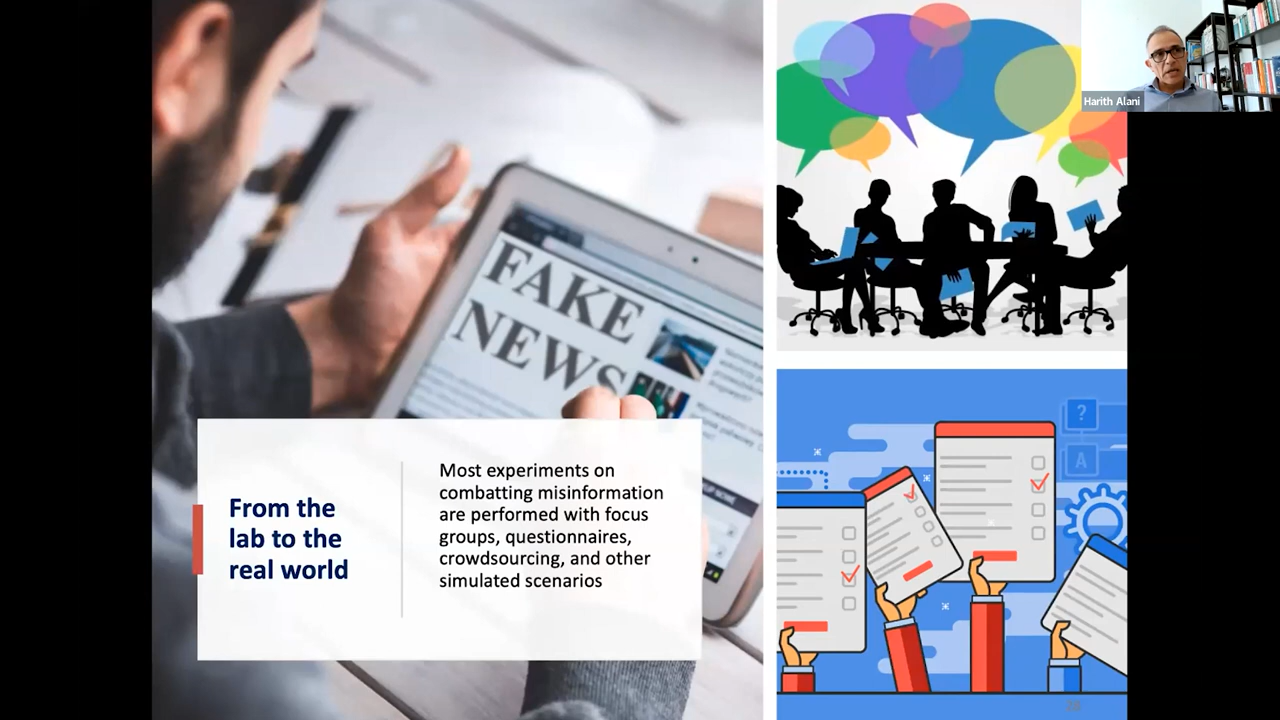 Harith Alani
FAKE
NEWS
?
A
From the
lab to the
real world
Most experiments on
combatting misinformation
are performed with focus
groups, questionnaires,
crowdsourcing, and other
simulated scenarios